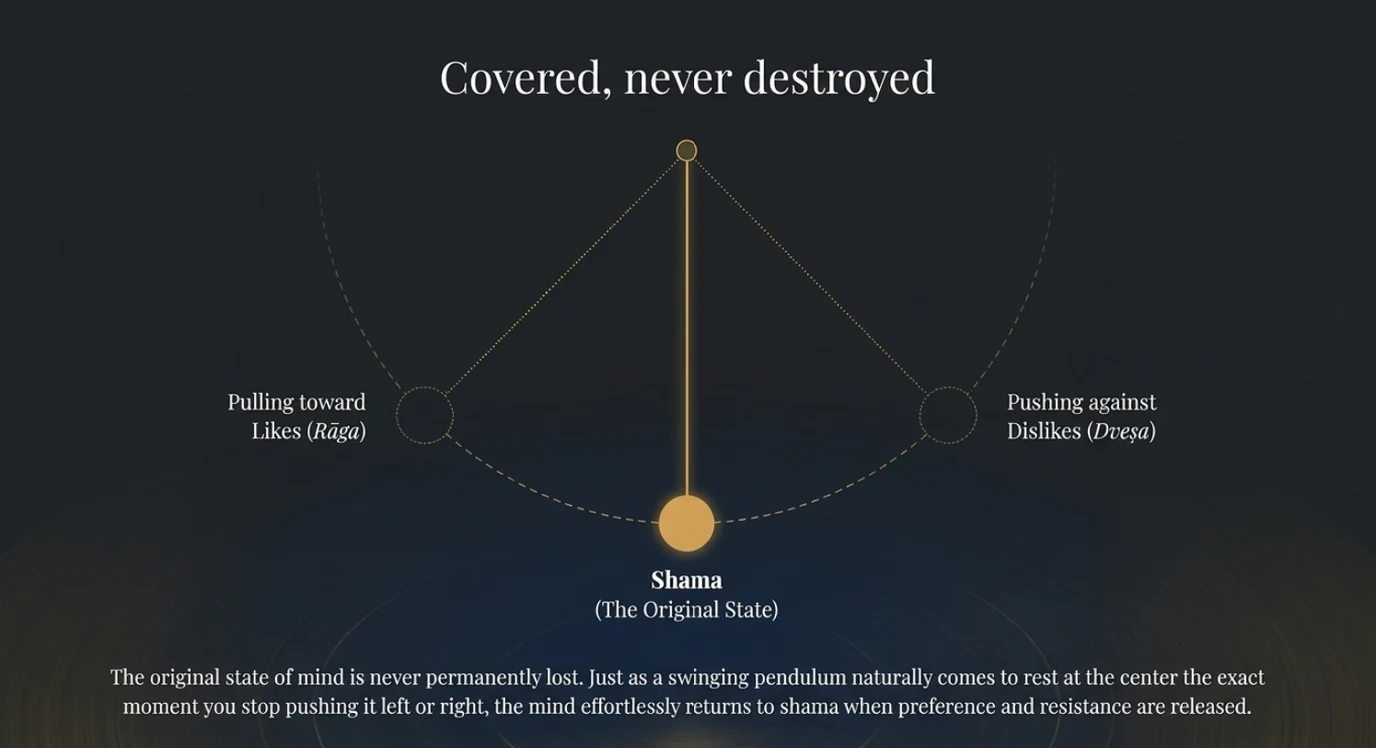 Covered, never destroyed
Pulling toward
Likes (Rāga)
Pushing against
Dislikes (Dveṣa)
Shama
(The Original State)
The original state of mind is never permanently lost. Just as a swinging pendulum naturally comes to rest at the center the exact
moment you stop pushing it left or right, the mind effortlessly returns to shama when preference and resistance are released.